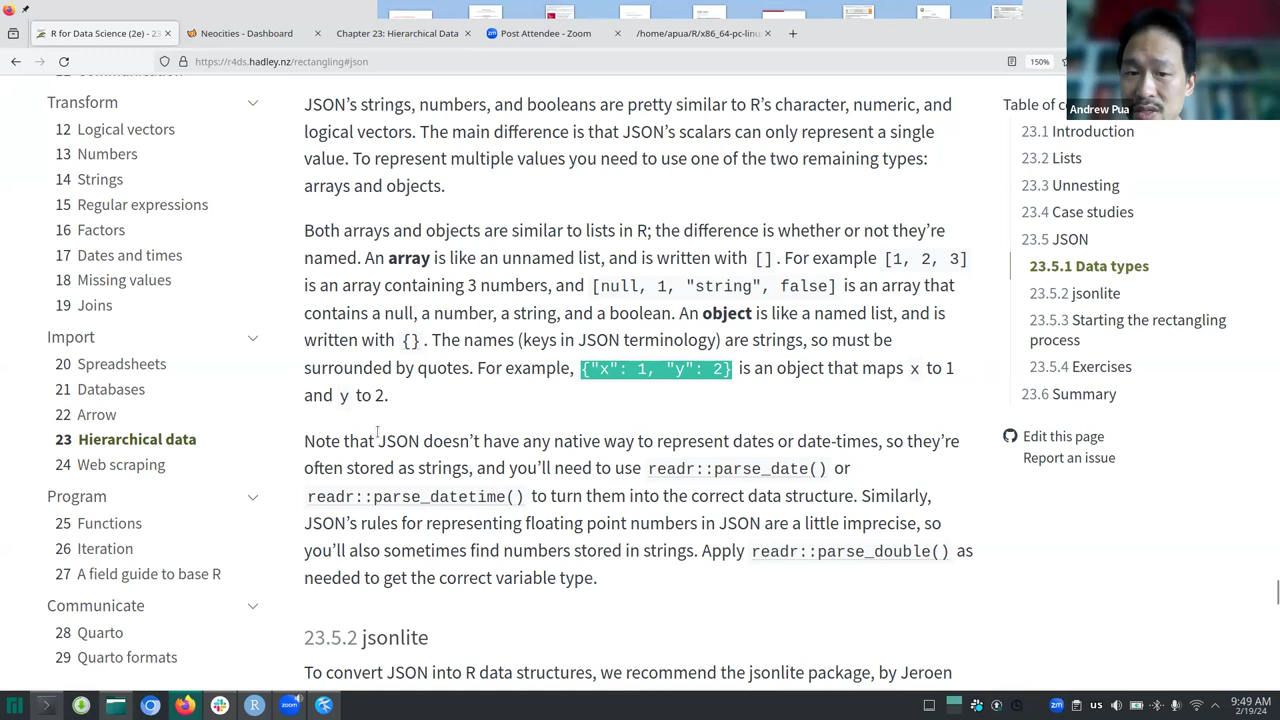 R for Data Science (2e) - 23
Neocities - Dashboard
Chapter 23: Hierarchical Data
Post Attendee - Zoom
/home/apua/R/x86_64-pc-linu
https://r4ds.hadley.nz/rectangling#json
150%
Andrew Pua
Transform
12 Logical vectors
13 Numbers
14 Strings
15 Regular expressions
16 Factors
17 Dates and times
18 Missing values
19 Joins
Import
20 Spreadsheets
21 Databases
22 Arrow
23 Hierarchical data
24 Web scraping
Program
25 Functions
26 Iteration
27 A field guide to base R
Communicate
28 Quarto
29 Quarto formats
JSON's strings, numbers, and booleans are pretty similar to R's character, numeric, and
logical vectors. The main difference is that JSON's scalars can only represent a single
value. To represent multiple values you need to use one of the two remaining types:
arrays and objects.
Both arrays and objects are similar to lists in R; the difference is whether or not they're
named. An array is like an unnamed list, and is written with []. For example [1, 2, 3]
is an array containing 3 numbers, and [null, 1, "string", false] is an array that
contains a null, a number, a string, and a boolean. An object is like a named list, and is
written with {}. The names (keys in JSON terminology) are strings, so must be
surrounded by quotes. For example, {"x": 1, "y": 2} is an object that maps x to 1
and y to 2.
Note that JSON doesn't have any native way to represent dates or date-times, so they're
often stored as strings, and you'll need to use readr::parse_date() or
readr::parse_datetime() to turn them into the correct data structure. Similarly,
JSON's rules for representing floating point numbers in JSON are a little imprecise, so
you'll also sometimes find numbers stored in strings. Apply readr::parse_double() as
needed to get the correct variable type.
23.5.2 jsonlite
To convert JSON into R data structures, we recommend the jsonlite package, by Jeroen
Table of co
23.1 Introduction
23.2 Lists
23.3 Unnesting
23.4 Case studies
23.5 JSON
23.5.1 Data types
23.5.2 jsonlite
23.5.3 Starting the rectangling
process
23.5.4 Exercises
23.6 Summary
Edit this page
Report an issue
us
9:49 AM
2/19/24